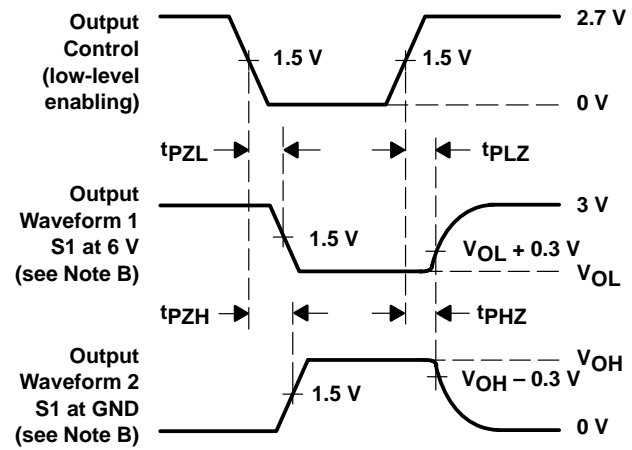 Output
Control
(low-level
enabling)
2.7 V
1.5 V
1.5 V
0 V
tPZL
tPLZ
Output
Waveform 1
S1 at 6 V
(see Note B)
3 V
1.5 V
VOL + 0.3 V
VOL
tPZH
tPHZ
Output
Waveform 2
S1 at GND
(see Note B)
VOH
1.5 V
VOH – 0.3 V
0 V